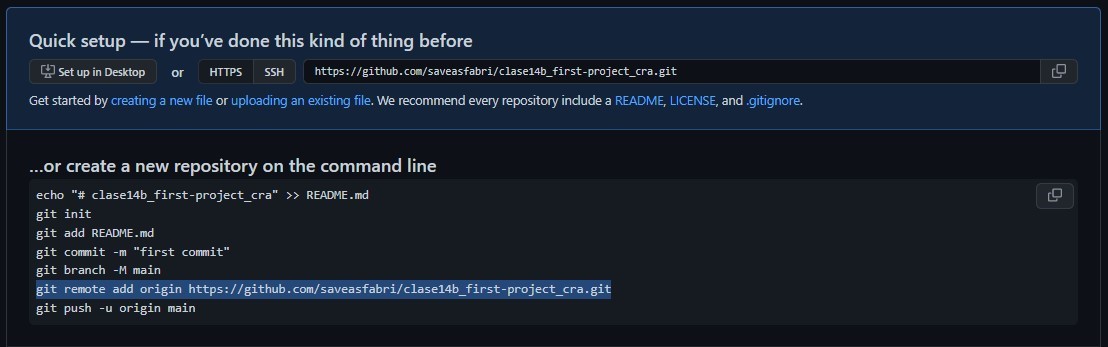 Quick setup — if you’ve done this kind of thing before
Set up in Desktop or HTTPS SSH https://github.com/saveasfabri/clase14b_first-project_cra.git
Get started by creating a new file or uploading an existing file. We recommend every repository include a README, LICENSE, and .gitignore.
…or create a new repository on the command line
echo "# clase14b_first-project_cra" >> README.md
git init
git add README.md
git commit -m "first commit"
git branch -M main
git remote add origin https://github.com/saveasfabri/clase14b_first-project_cra.git
git push -u origin main